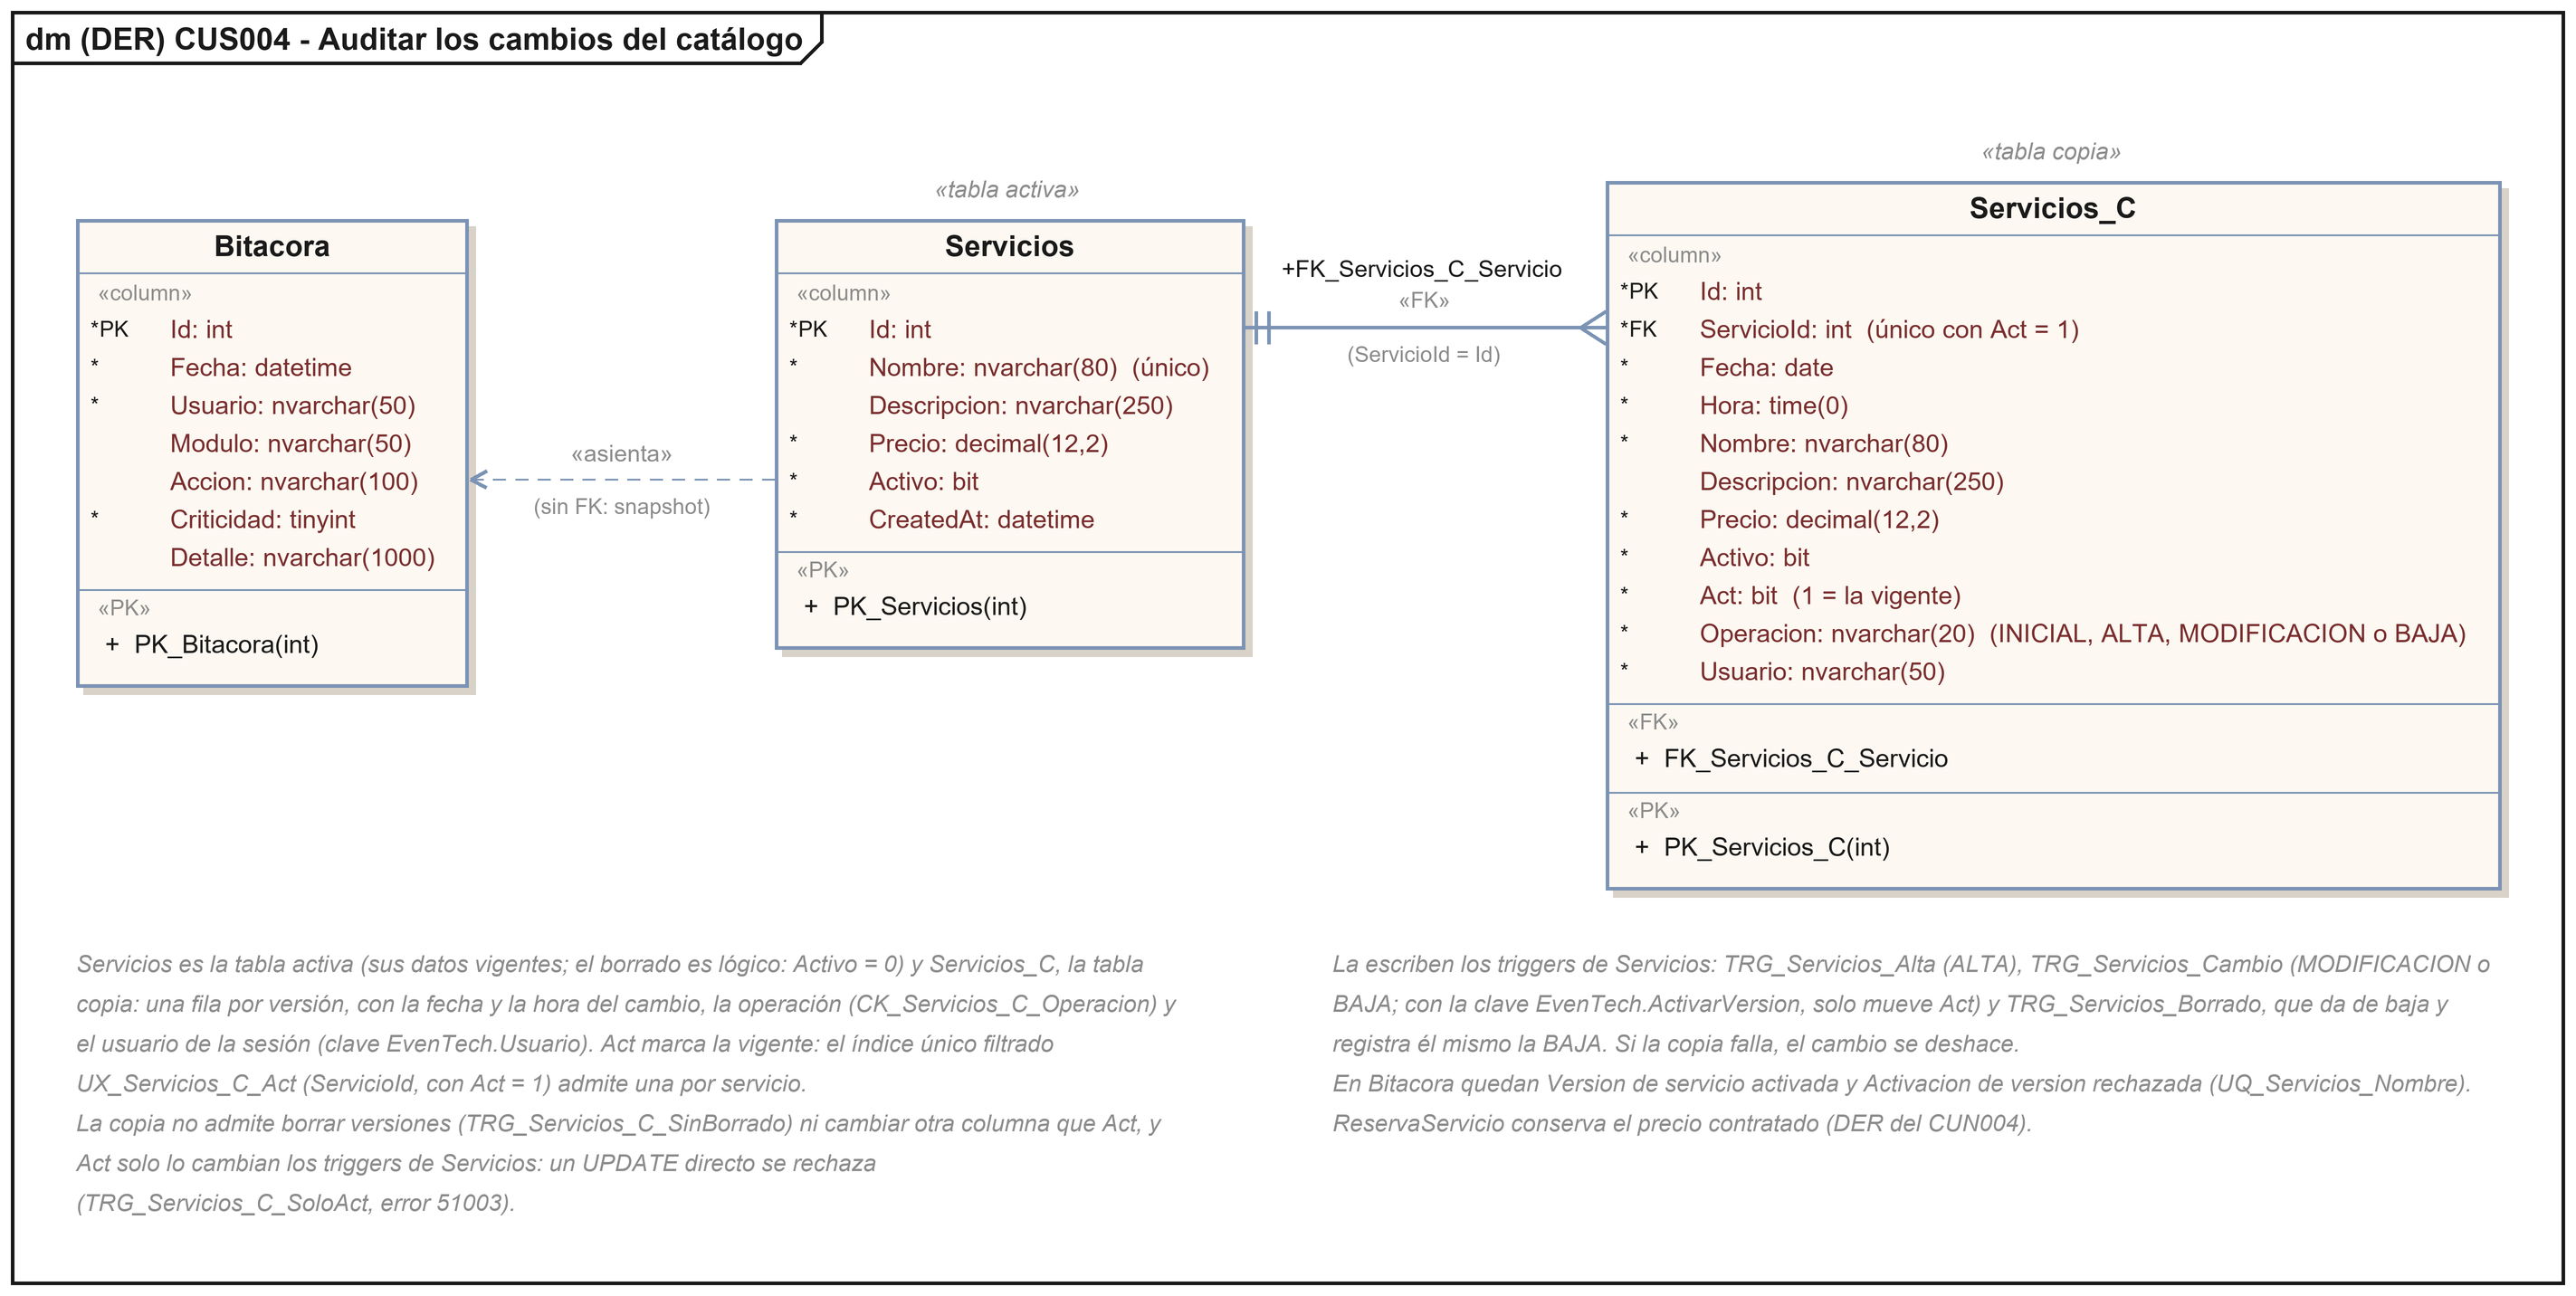 dm (DER) CUS004 - Auditar los cambios del catálogo
Bitacora
«column»
*PK Id: int
* Fecha: datetime
* Usuario: nvarchar(50)
Modulo: nvarchar(50)
Accion: nvarchar(100)
* Criticidad: tinyint
Detalle: nvarchar(1000)
«PK»
+ PK_Bitacora(int)
«asienta»
(sin FK: snapshot)
«tabla activa»
Servicios
«column»
*PK Id: int
* Nombre: nvarchar(80) (único)
Descripcion: nvarchar(250)
* Precio: decimal(12,2)
* Activo: bit
* CreatedAt: datetime
«PK»
+ PK_Servicios(int)
+FK_Servicios_C_Servicio
«FK»
(ServicioId = Id)
«tabla copia»
Servicios_C
«column»
*PK Id: int
*FK ServicioId: int (único con Act = 1)
* Fecha: date
* Hora: time(0)
* Nombre: nvarchar(80)
Descripcion: nvarchar(250)
* Precio: decimal(12,2)
* Activo: bit
* Act: bit (1 = la vigente)
* Operacion: nvarchar(20) (INICIAL, ALTA, MODIFICACION o BAJA)
* Usuario: nvarchar(50)
«FK»
+ FK_Servicios_C_Servicio
«PK»
+ PK_Servicios_C(int)
Servicios es la tabla activa (sus datos vigentes; el borrado es lógico: Activo = 0) y Servicios_C, la tabla
copia: una fila por versión, con la fecha y la hora del cambio, la operación (CK_Servicios_C_Operacion) y
el usuario de la sesión (clave EvenTech.Usuario). Act marca la vigente: el índice único filtrado
UX_Servicios_C_Act (ServicioId, con Act = 1) admite una por servicio.
La copia no admite borrar versiones (TRG_Servicios_C_SinBorrado) ni cambiar otra columna que Act, y
Act solo lo cambian los triggers de Servicios: un UPDATE directo se rechaza
(TRG_Servicios_C_SoloAct, error 51003).
La escriben los triggers de Servicios: TRG_Servicios_Alta (ALTA), TRG_Servicios_Cambio (MODIFICACION o
BAJA; con la clave EvenTech.ActivarVersion, solo mueve Act) y TRG_Servicios_Borrado, que da de baja y
registra él mismo la BAJA. Si la copia falla, el cambio se deshace.
En Bitacora quedan Version de servicio activada y Activacion de version rechazada (UQ_Servicios_Nombre).
ReservaServicio conserva el precio contratado (DER del CUN004).